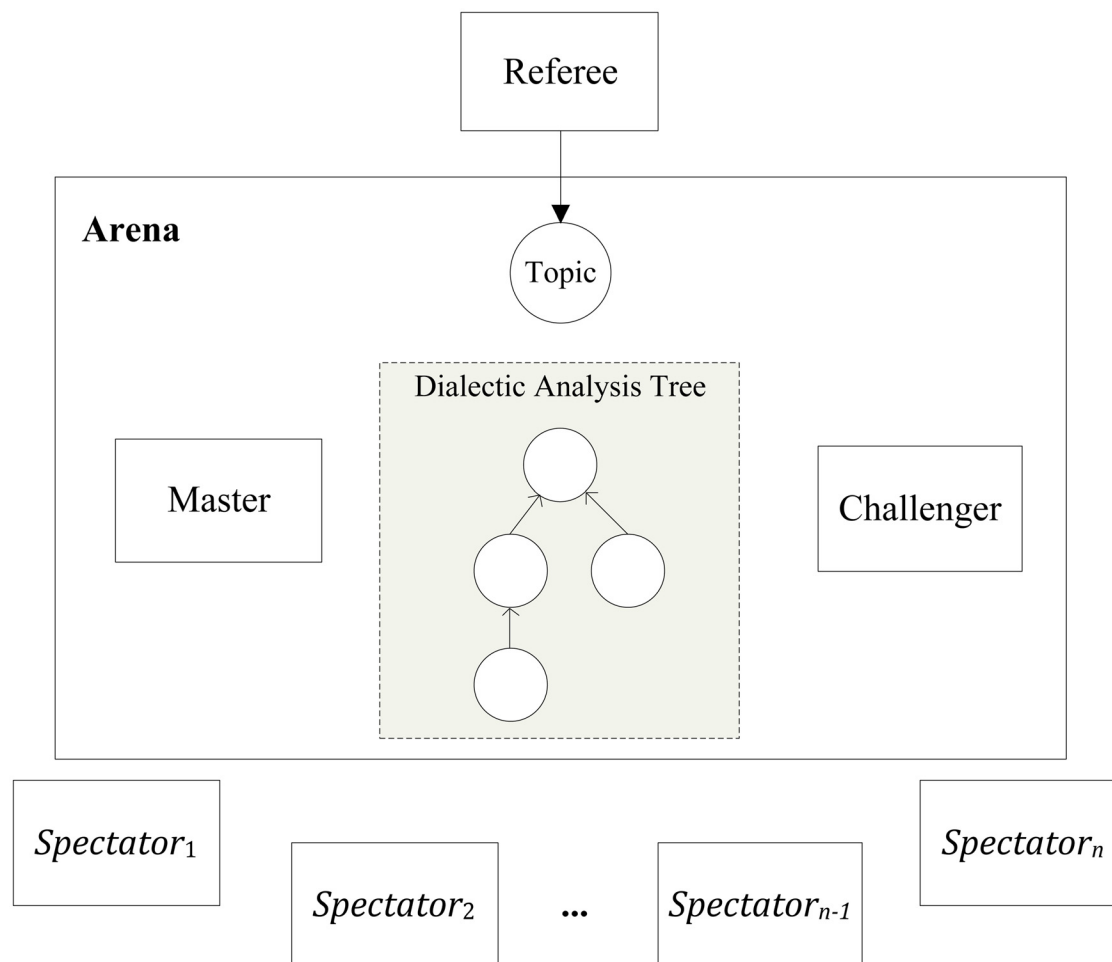 Referee
Arena
Topic
Dialectic Analysis Tree
Master
Challenger
Spectator₁
Spectatorₙ
Spectator₂
...
Spectatorₙ₋₁